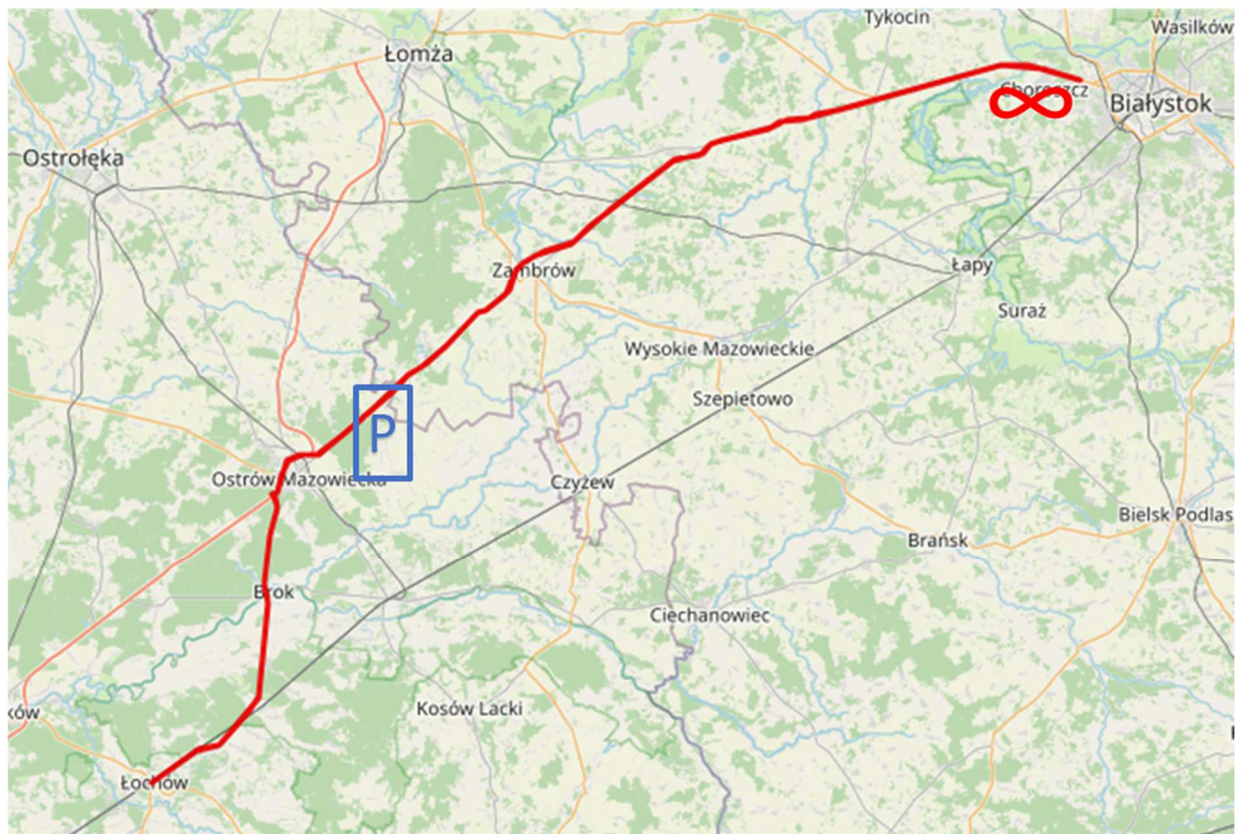 Tykocin
Wasilków
Łomża
Choroszcz
Białystok
Ostrołęka
Zambrów
Łapy
Suraż
Wysokie Mazowieckie
Szepietowo
P
Ostrów Mazowiecka
Czyżew
Bielsk Podlas
Brańsk
Brok
Ciechanowiec
Kosów Lacki
ków
Łochów